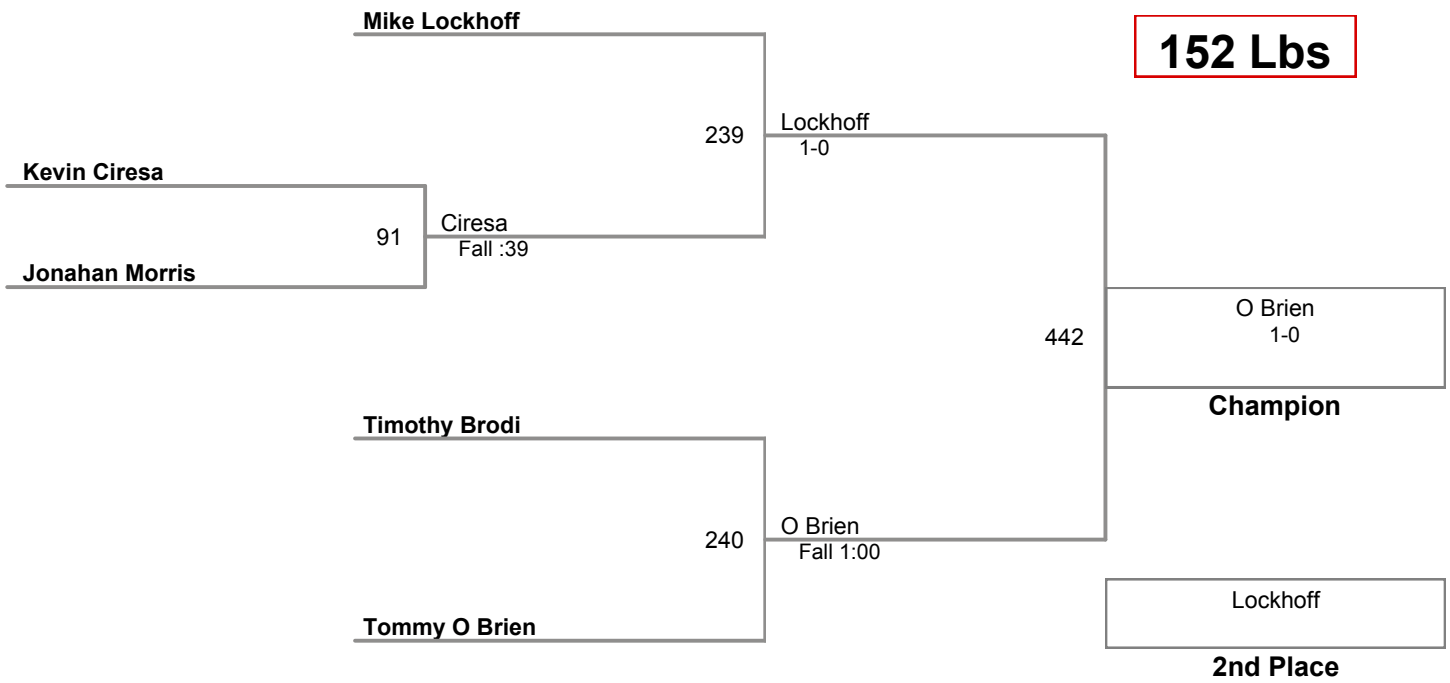 Mike Lockhoff
152 Lbs
239
Lockhoff
1-0
Kevin Ciresa
91
Ciresa
Fall :39
Jonahan Morris
442
O Brien
1-0
Champion
Timothy Brodi
240
O Brien
Fall 1:00
Tommy O Brien
Lockhoff
2nd Place